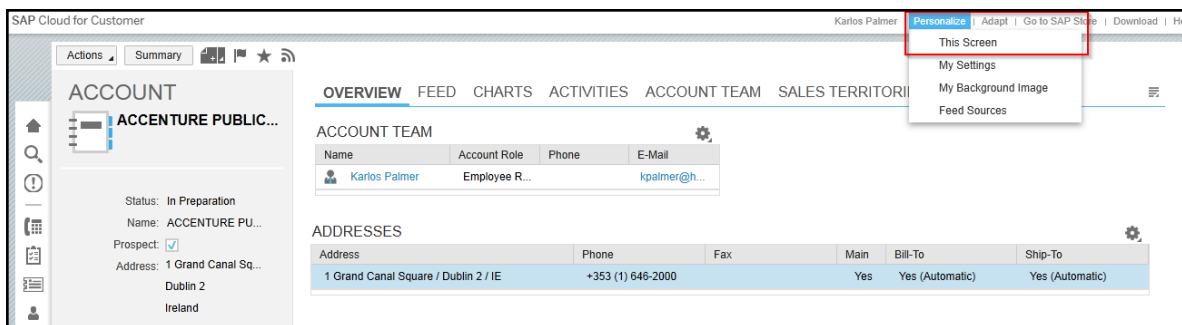 SAP Cloud for Customer
Karlos Palmer | Personalize | Adapt | Go to SAP Store | Download |
This Screen
My Settings
My Background Image
Feed Sources
Actions Summary
ACCOUNT
ACCENTURE PUBLIC...
Status: In Preparation
Name: ACCENTURE PU...
Prospect:
Address: 1 Grand Canal Sq...
Dublin 2
Ireland
OVERVIEW FEED CHARTS ACTIVITIES ACCOUNT TEAM SALES TERRITORI
ACCOUNT TEAM
Name Account Role Phone E-Mail
Karlos Palmer Employee R... kpalmer@h...
ADDRESSES
Address Phone Fax Main Bill-To Ship-To
1 Grand Canal Square / Dublin 2 / IE +353 (1) 646-2000 Yes Yes (Automatic) Yes (Automatic)